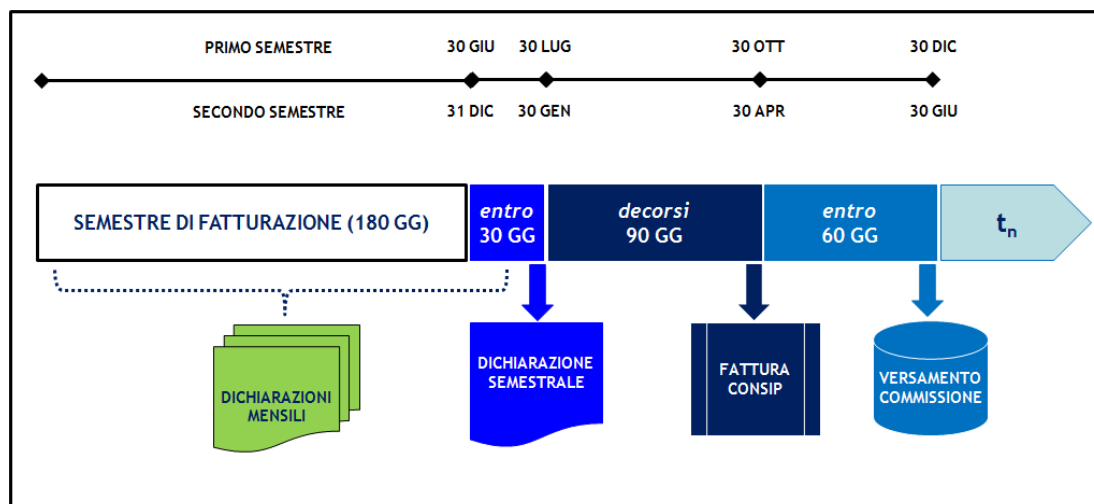 PRIMO SEMESTRE 30 GIU 30 LUG 30 OTT 30 DIC
SECONDO SEMESTRE 31 DIC 30 GEN 30 APR 30 GIU
SEMESTRE DI FATTURAZIONE (180 GG)
entro
30 GG
decorsi
90 GG
entro
60 GG
tn
DICHIARAZIONI
MENSILI
DICHIARAZIONE
SEMESTRALE
FATTURA
CONSIP
VERSAMENTO
COMMISSIONE